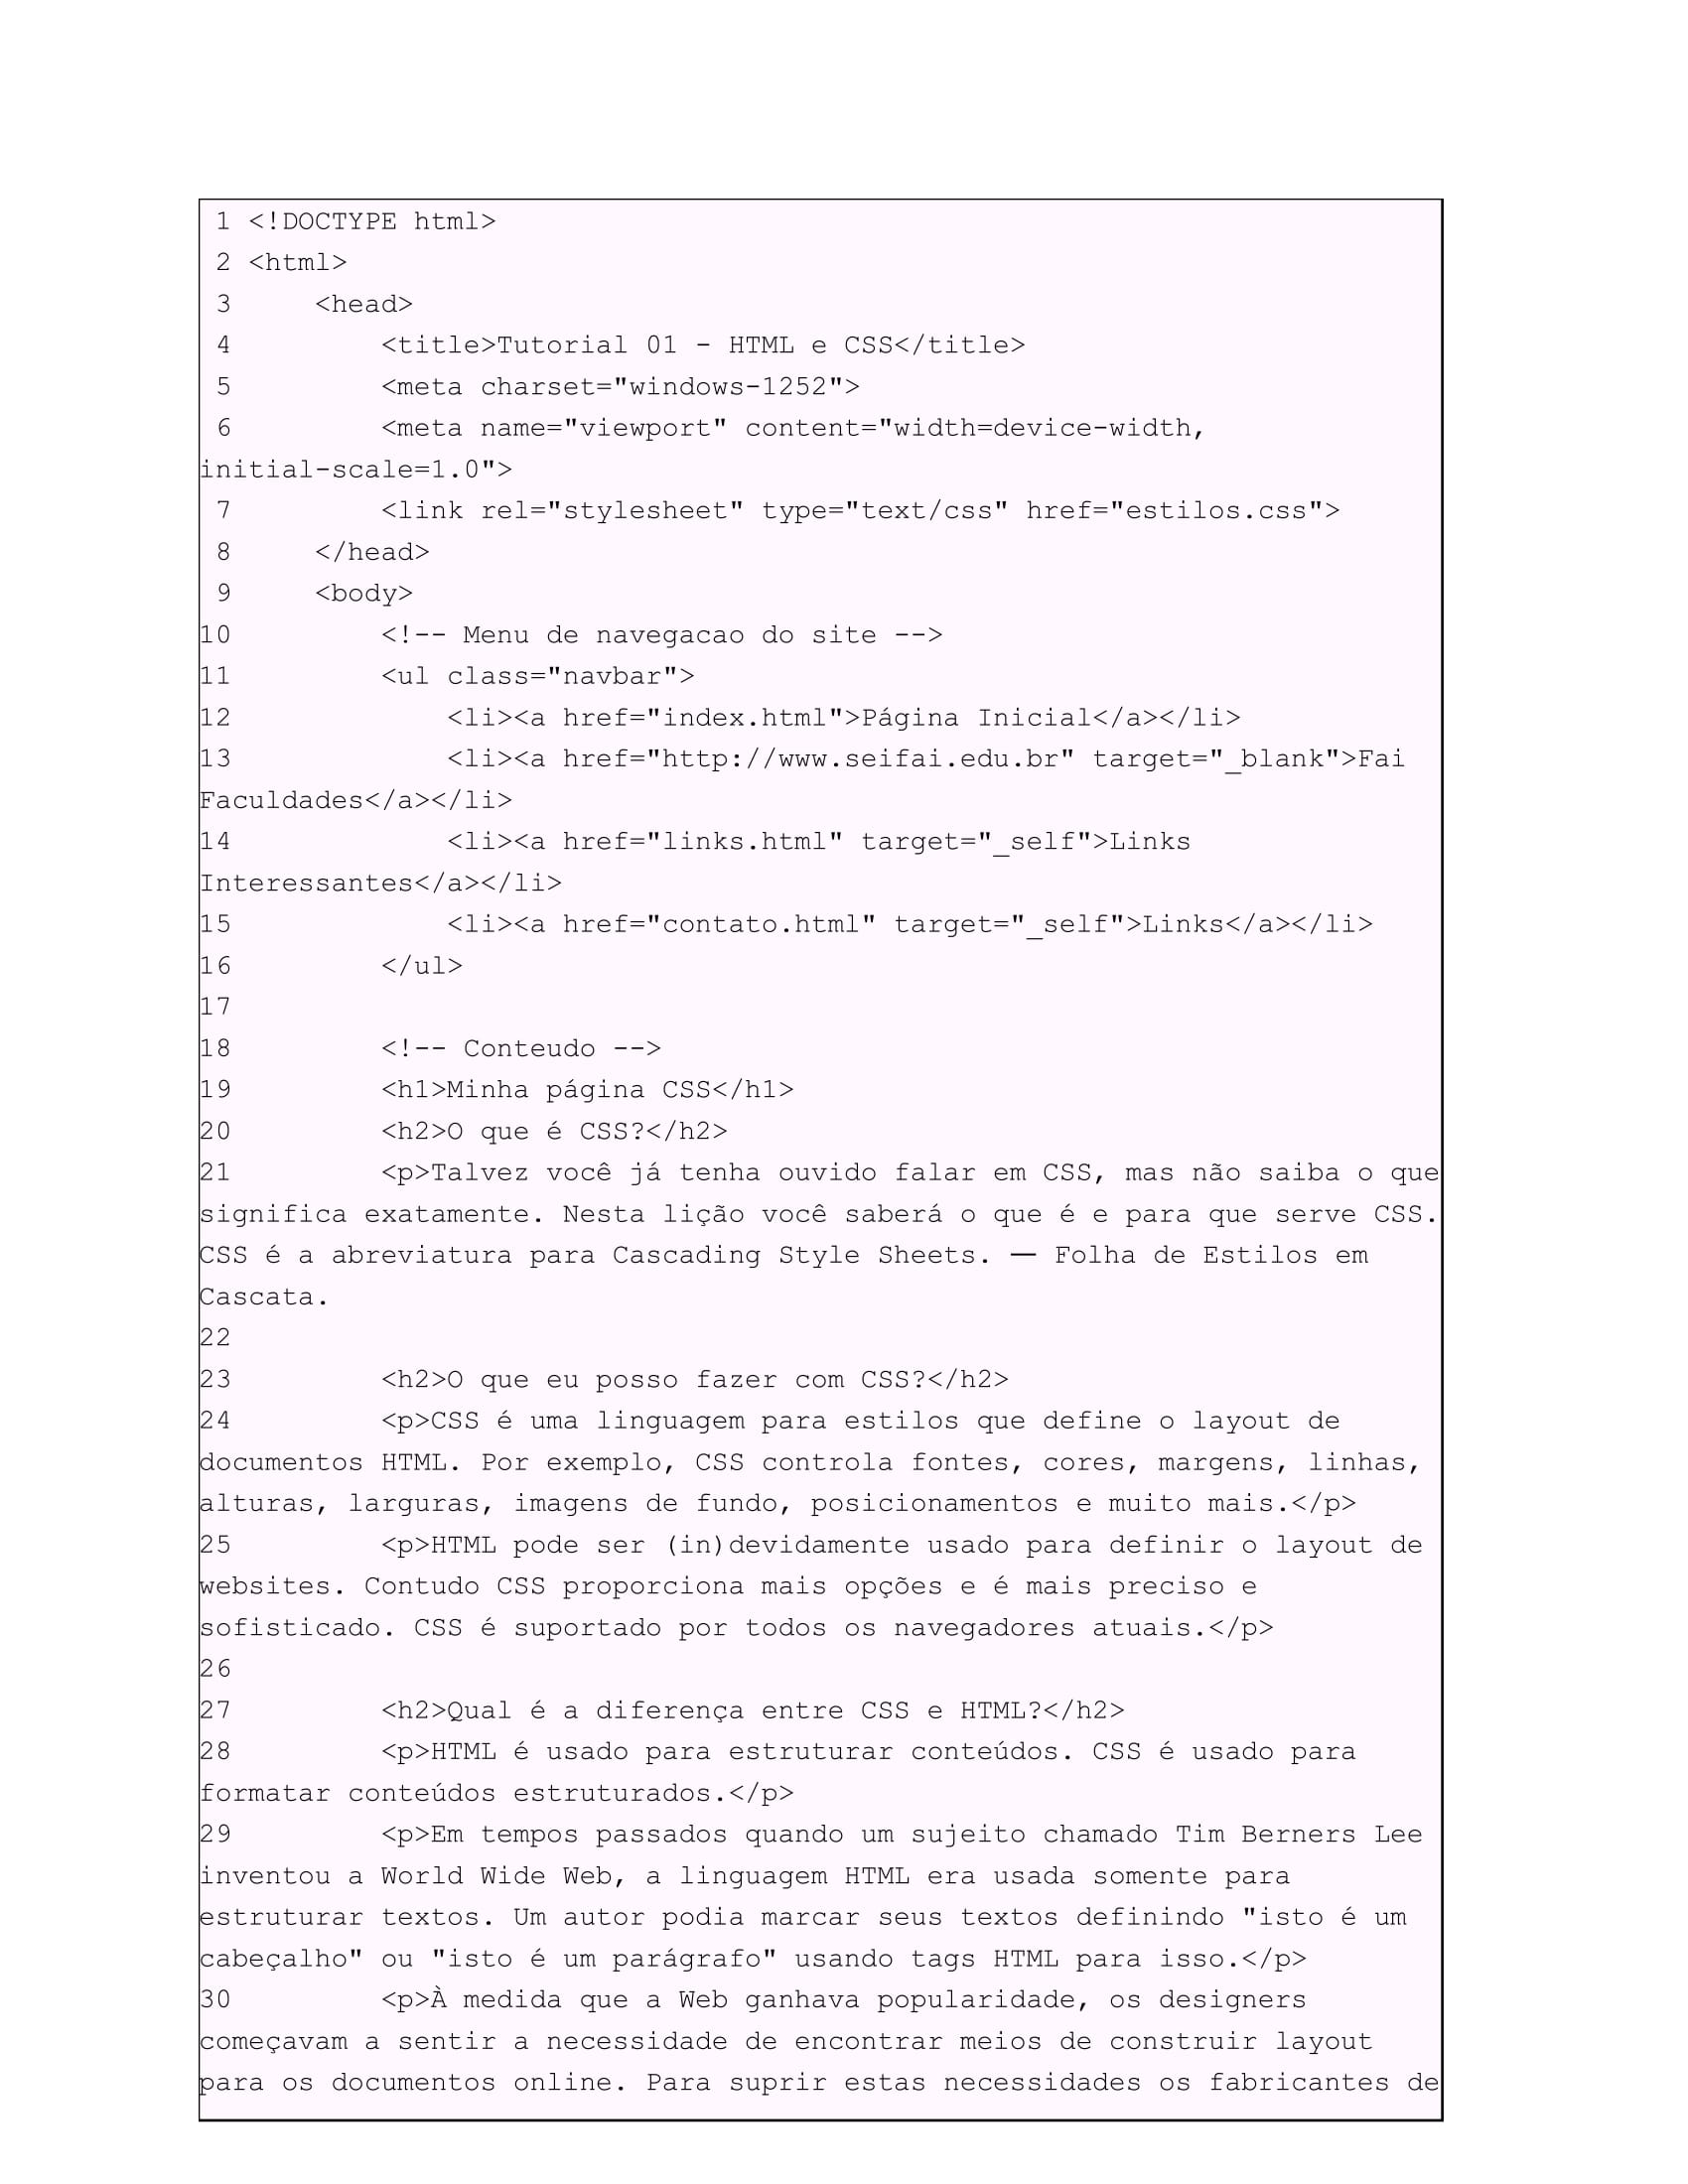 1 <!DOCTYPE html>
2 <html>
3     <head>
4         <title>Tutorial 01 - HTML e CSS</title>
5         <meta charset="windows-1252">
6         <meta name="viewport" content="width=device-width,
initial-scale=1.0">
7         <link rel="stylesheet" type="text/css" href="estilos.css">
8     </head>
9     <body>
10         <!-- Menu de navegacao do site -->
11         <ul class="navbar">
12             <li><a href="index.html">Página Inicial</a></li>
13             <li><a href="http://www.seifai.edu.br" target="_blank">Fai
Faculdades</a></li>
14             <li><a href="links.html" target="_self">Links
Interessantes</a></li>
15             <li><a href="contato.html" target="_self">Links</a></li>
16         </ul>
17
18         <!-- Conteudo -->
19         <h1>Minha página CSS</h1>
20         <h2>O que é CSS?</h2>
21         <p>Talvez você já tenha ouvido falar em CSS, mas não saiba o que
significa exatamente. Nesta lição você saberá o que é e para que serve CSS.
CSS é a abreviatura para Cascading Style Sheets. — Folha de Estilos em
Cascata.
22
23         <h2>O que eu posso fazer com CSS?</h2>
24         <p>CSS é uma linguagem para estilos que define o layout de
documentos HTML. Por exemplo, CSS controla fontes, cores, margens, linhas,
alturas, larguras, imagens de fundo, posicionamentos e muito mais.</p>
25         <p>HTML pode ser (in)devidamente usado para definir o layout de
websites. Contudo CSS proporciona mais opções e é mais preciso e
sofisticado. CSS é suportado por todos os navegadores atuais.</p>
26
27         <h2>Qual é a diferença entre CSS e HTML?</h2>
28         <p>HTML é usado para estruturar conteúdos. CSS é usado para
formatar conteúdos estruturados.</p>
29         <p>Em tempos passados quando um sujeito chamado Tim Berners Lee
inventou a World Wide Web, a linguagem HTML era usada somente para
estruturar textos. Um autor podia marcar seus textos definindo "isto é um
cabeçalho" ou "isto é um parágrafo" usando tags HTML para isso.</p>
30         <p>À medida que a Web ganhava popularidade, os designers
começavam a sentir a necessidade de encontrar meios de construir layout
para os documentos online. Para suprir estas necessidades os fabricantes de